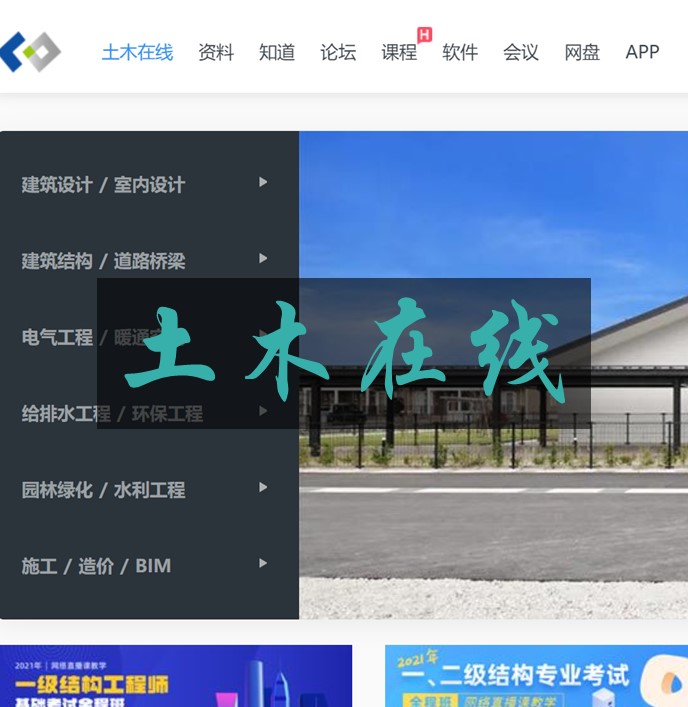 土木在线 资料 知道 论坛 课程 软件 会议 网盘 APP
H
建筑设计 / 室内设计
建筑结构 / 道路桥梁
电气工程 / 暖通
土木在线
给排水工程 / 环保工程
园林绿化 / 水利工程
施工 / 造价 / BIM
2021年 | 网络直播课教学
一级结构工程师
基础考试全程班
2021年
一、二级结构专业考试
全程班 网络直播课教学